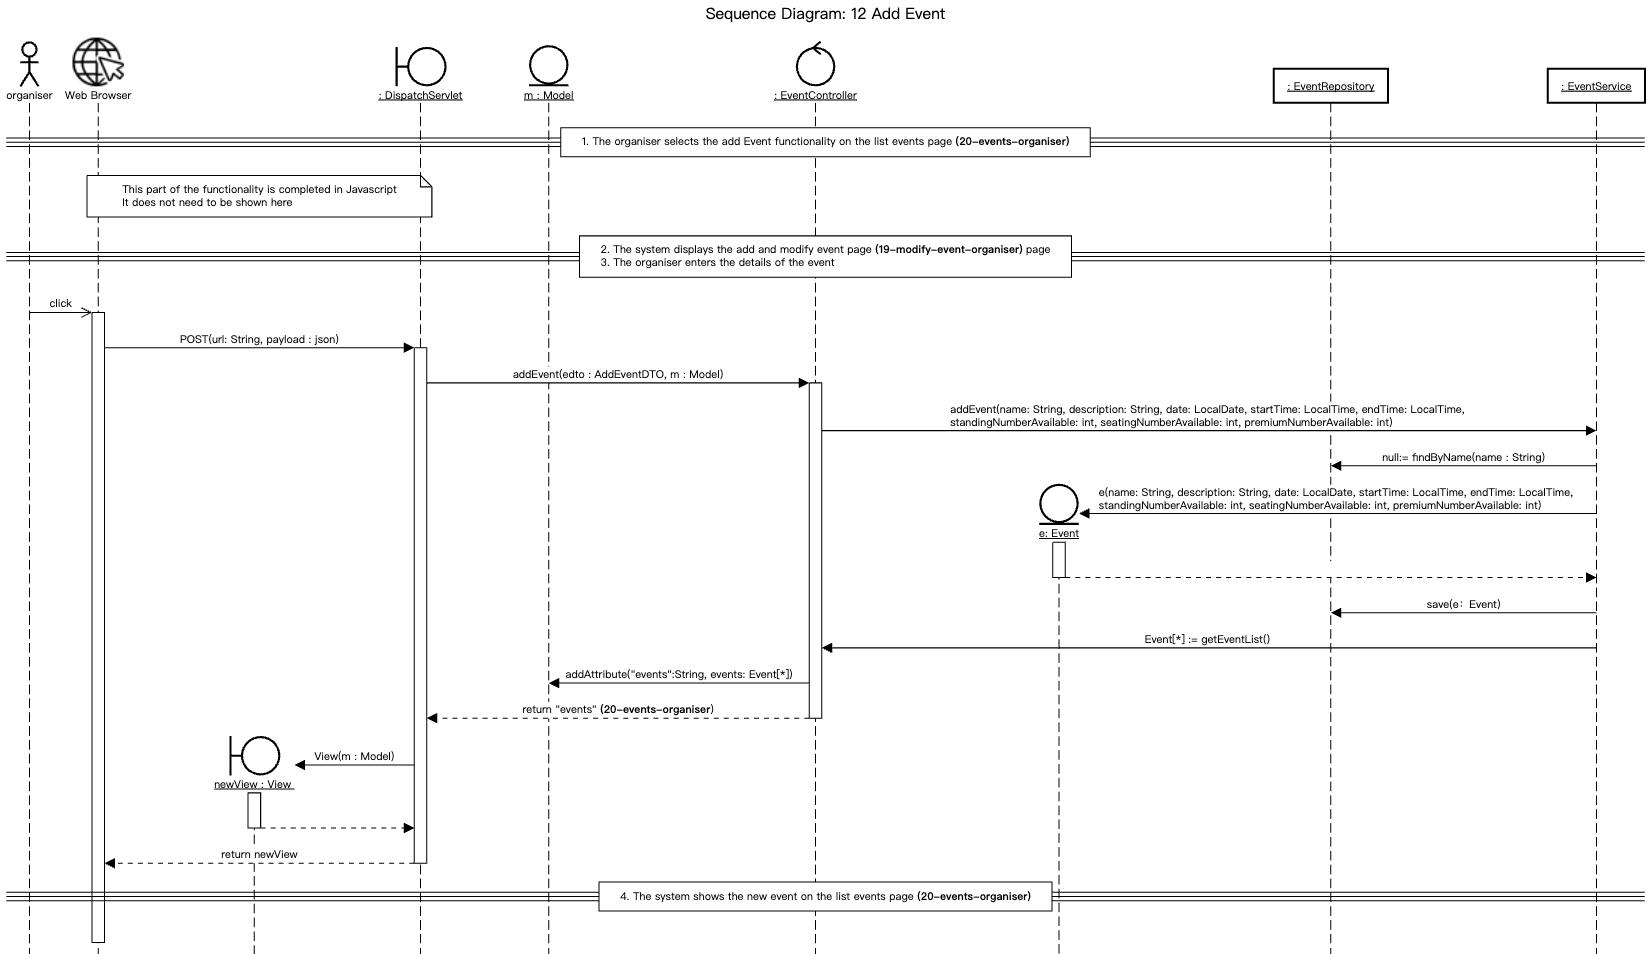 Sequence Diagram: 12 Add Event
organiser
Web Browser
: DispatchServlet
m : Model
: EventController
: EventRepository
: EventService
1. The organiser selects the add Event functionality on the list events page (20-events-organiser)
This part of the functionality is completed in Javascript
It does not need to be shown here
2. The system displays the add and modify event page (19-modify-event-organiser) page
3. The organiser enters the details of the event
click
POST(url: String, payload : json)
addEvent(edto : AddEventDTO, m : Model)
addEvent(name: String, description: String, date: LocalDate, startTime: LocalTime, endTime: LocalTime,
standingNumberAvailable: int, seatingNumberAvailable: int, premiumNumberAvailable: int)
null:= findByName(name : String)
e(name: String, description: String, date: LocalDate, startTime: LocalTime, endTime: LocalTime,
standingNumberAvailable: int, seatingNumberAvailable: int, premiumNumberAvailable: int)
e: Event
save(e: Event)
Event[*] := getEventList()
addAttribute("events":String, events: Event[*])
return "events" (20-events-organiser)
View(m : Model)
newView : View
return newView
4. The system shows the new event on the list events page (20-events-organiser)